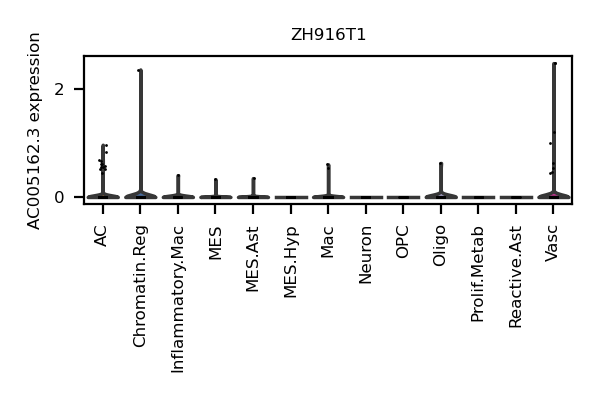 ZH916T1
AC005162.3 expression
2
0
AC
Chromatin.Reg
Inflammatory.Mac
MES
MES.Ast
MES.Hyp
Mac
Neuron
OPC
Oligo
Prolif.Metab
Reactive.Ast
Vasc